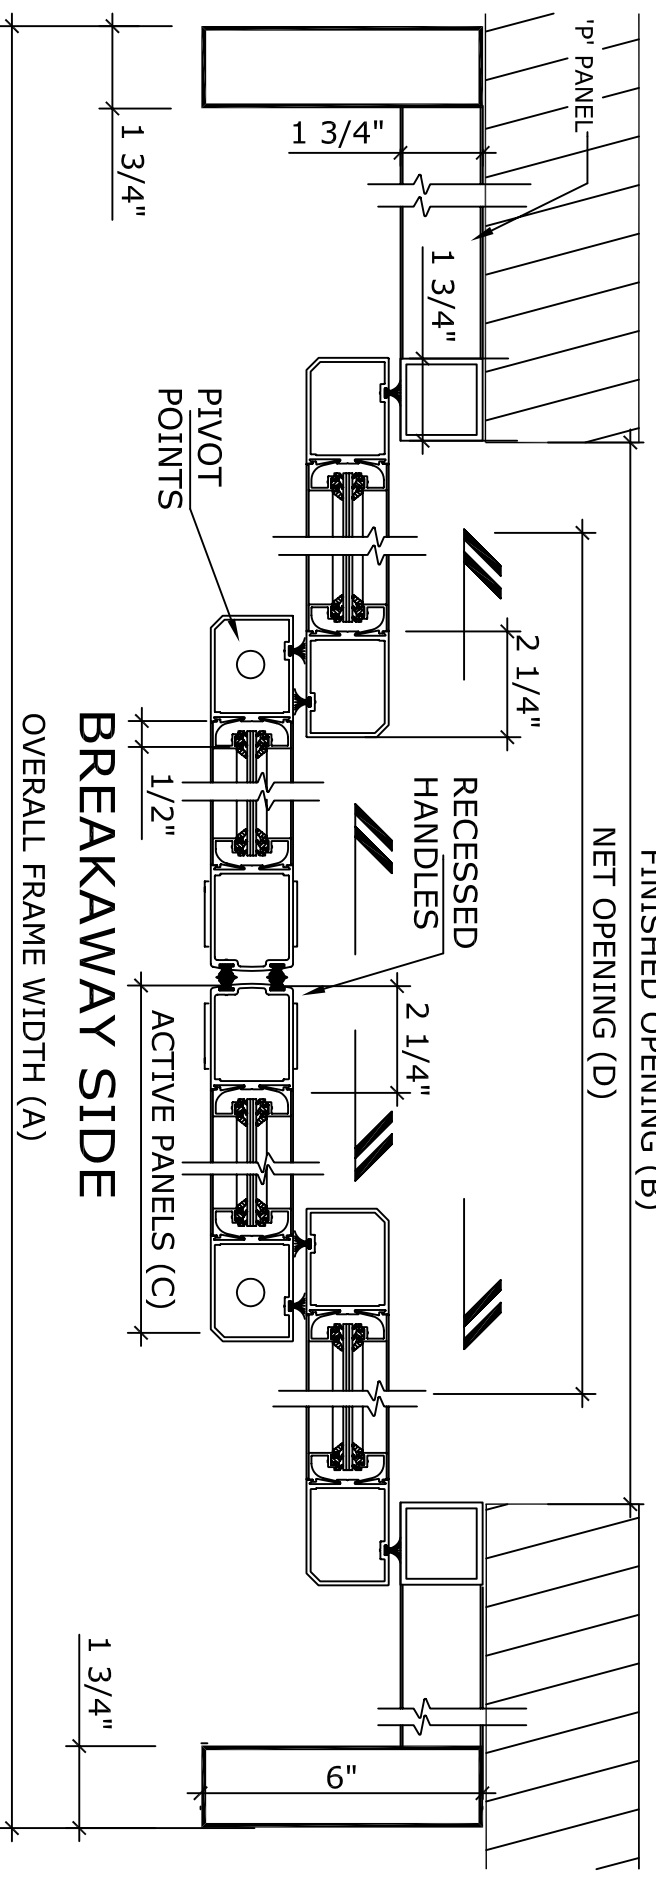 'P' PANEL
1 3/4"
1 3/4"
1 3/4"
PIVOT
POINTS
2 1/4"
1/2"
RECESSED
HANDLES
2 1/4"
FINISHED OPENING (B)
NET OPENING (D)
ACTIVE PANELS (C)
BREAKAWAY SIDE
OVERALL FRAME WIDTH (A)
1 3/4"
6"